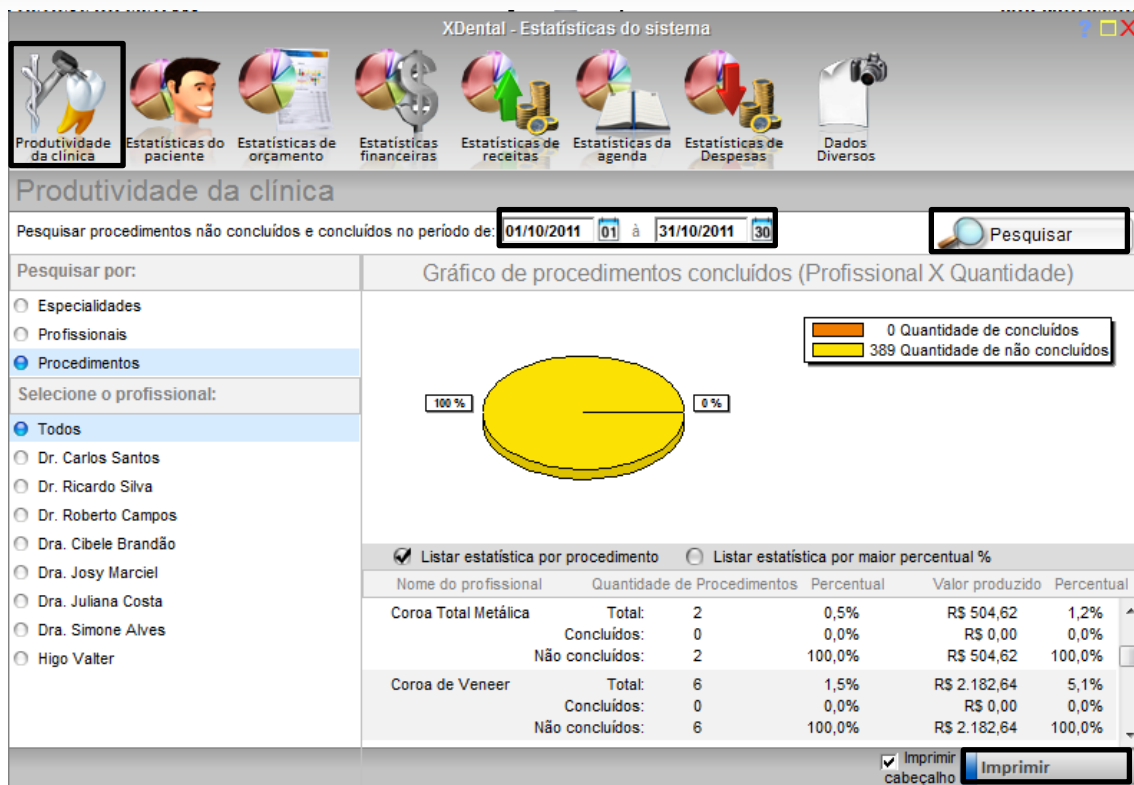 XDental - Estatísticas do sistema
? X
Produtividade da clínica
Estatísticas do paciente
Estatísticas de orçamento
Estatísticas financeiras
Estatísticas de receitas
Estatísticas da agenda
Estatísticas de Despesas
Dados Diversos
Produtividade da clínica
Pesquisar procedimentos não concluídos e concluídos no período de: 01/10/2011 01 à 31/10/2011 30 Pesquisar
Pesquisar por:
Especialidades
Profissionais
Procedimentos
Selecione o profissional:
Todos
Dr. Carlos Santos
Dr. Ricardo Silva
Dr. Roberto Campos
Dra. Cibele Brandão
Dra. Josy Marciel
Dra. Juliana Costa
Dra. Simone Alves
Higo Valter
Gráfico de procedimentos concluídos (Profissional X Quantidade)
0 Quantidade de concluídos
389 Quantidade de não concluídos
100 % 0 %
Listar estatística por procedimento Listar estatística por maior percentual %
Nome do profissional Quantidade de Procedimentos Percentual Valor produzido Percentual
Coroa Total Metálica Total: 2 0,5% R$ 504,62 1,2%
Concluídos: 0 0,0% R$ 0,00 0,0%
Não concluídos: 2 100,0% R$ 504,62 100,0%
Coroa de Veneer Total: 6 1,5% R$ 2.182,64 5,1%
Concluídos: 0 0,0% R$ 0,00 0,0%
Não concluídos: 6 100,0% R$ 2.182,64 100,0%
Imprimir cabeçalho
Imprimir